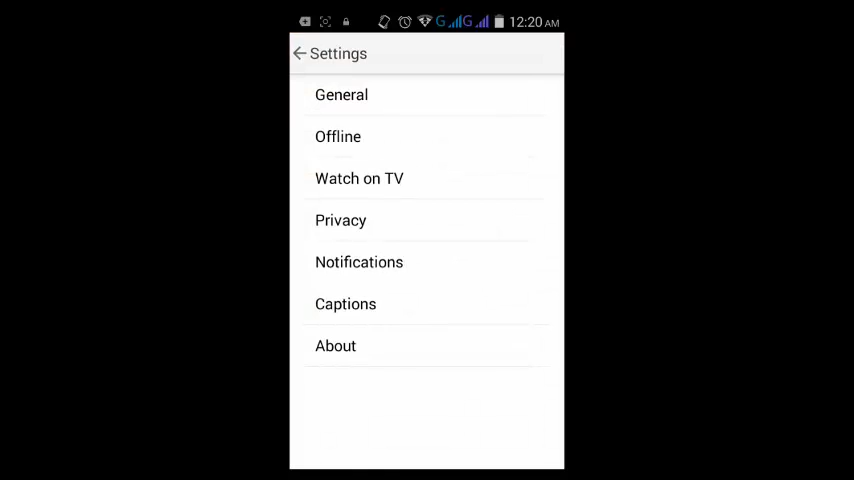 G G 12:20 AM
Settings
General
Offline
Watch on TV
Privacy
Notifications
Captions
About